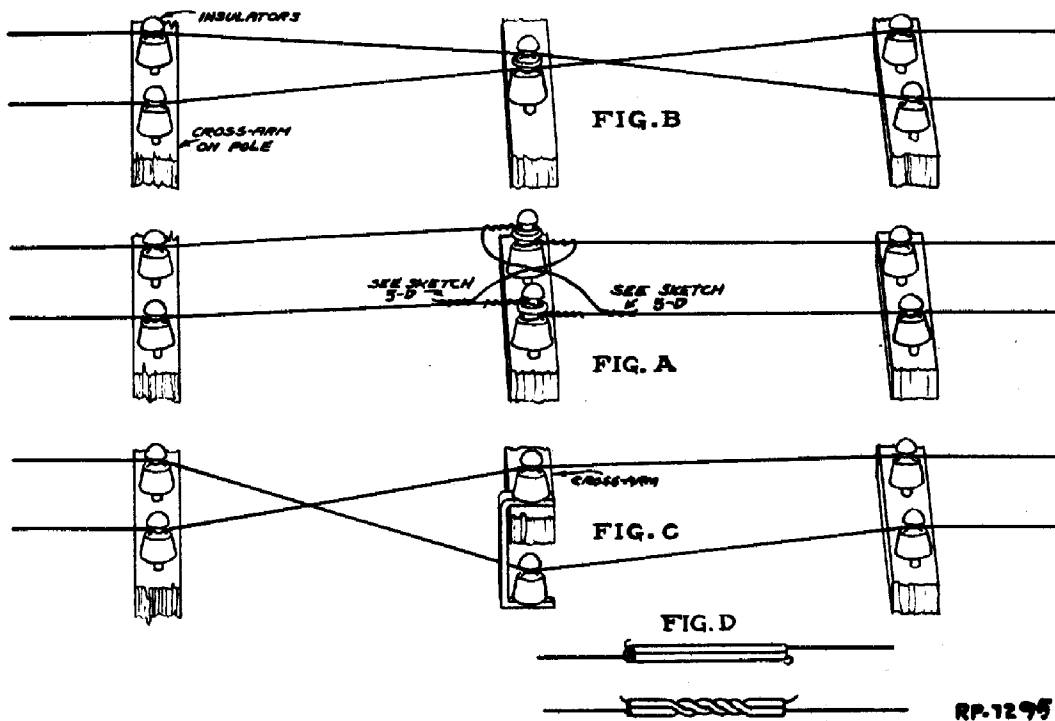 INSULATORS
FIG. B
CROSS-ARM
ON POLE
SEE SKETCH
5-D
SEE SKETCH
5-D
FIG. A
CROSS-ARM
FIG. C
FIG. D
RP-1295